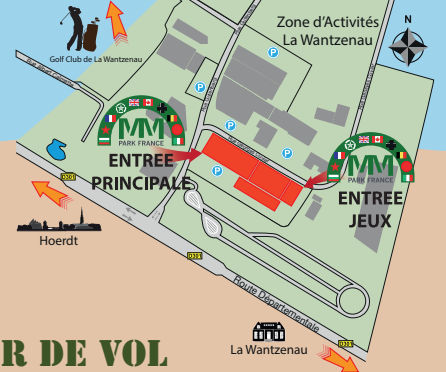 Zone d'Activités
La Wantzenau
N
Golf Club de La Wantzenau
P
P
P
P
P
MM
PARK FRANCE
ENTREE
PRINCIPALE
MM
PARK FRANCE
ENTREE
JEUX
D301
Hoerdt
D301
Route Départementale
D301
La Wantzenau
R DE VOL